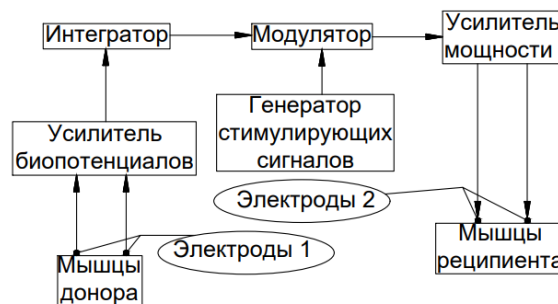 Интегратор
Модулятор
Усилитель
мощности
Усилитель
биопотенциалов
Генератор
стимулирующих
сигналов
Электроды 2
Электроды 1
Мышцы
донора
Мышцы
реципиента